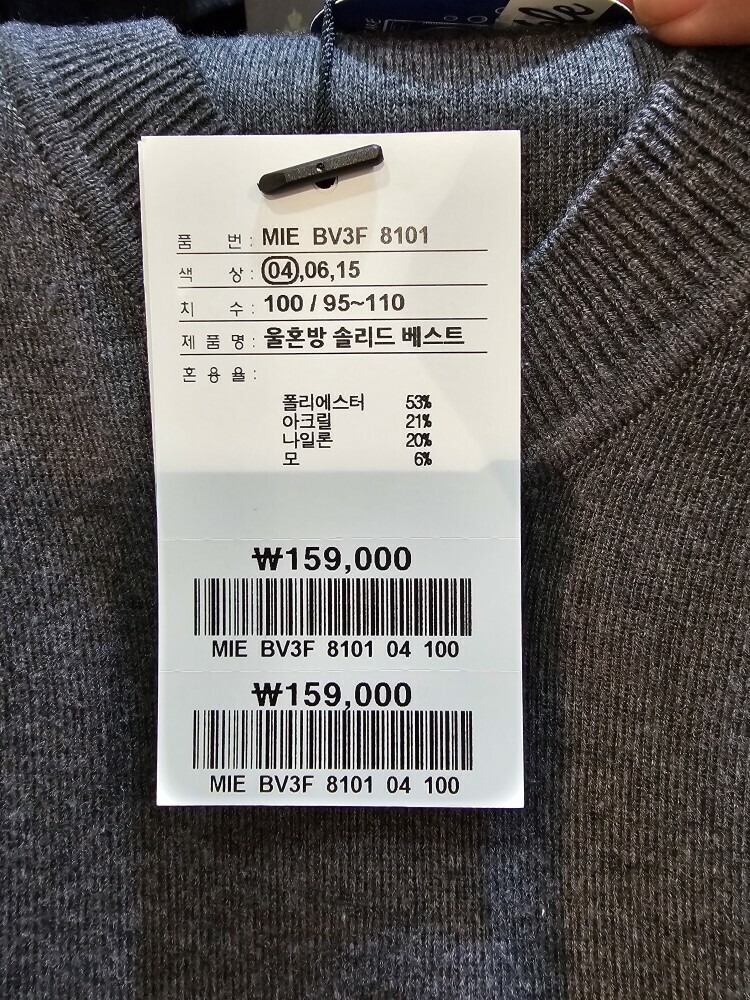 품 번 : MIE BV3F 8101
색 상 : 04,06,15
치 수 : 100 / 95~110
제 품 명 : 울혼방 솔리드 베스트
혼 용 율 :
폴리에스터 53%
아크릴 21%
나일론 20%
모 6%
₩159,000
MIE BV3F 8101 04 100
₩159,000
MIE BV3F 8101 04 100